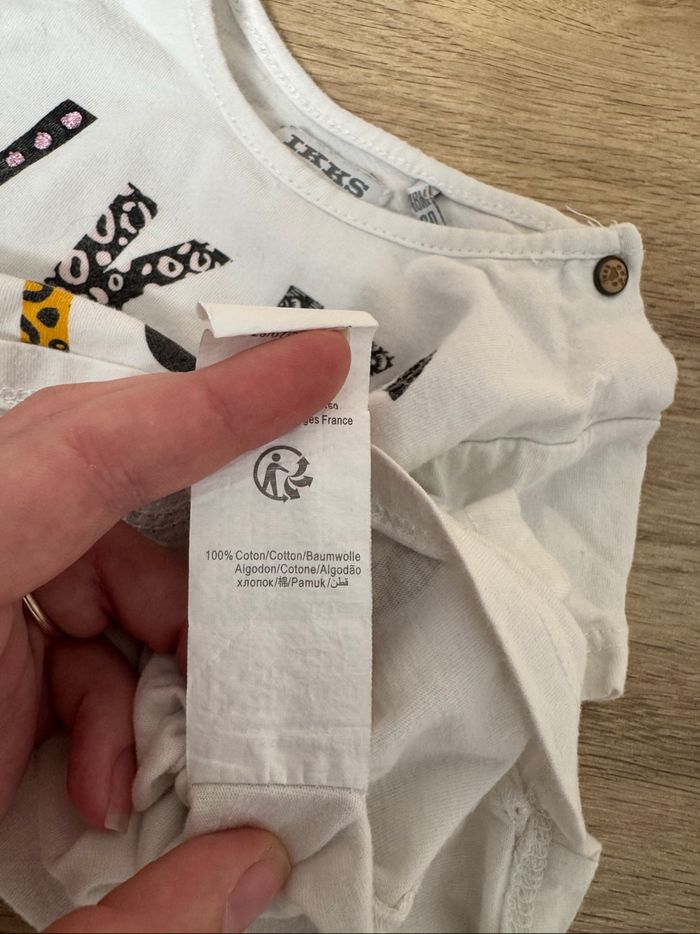 IKKS
ges France
100% Coton/Cotton/Baumwolle
Algodon/Cotone/Algodão
хлопок/棉/Pamuk/قطن